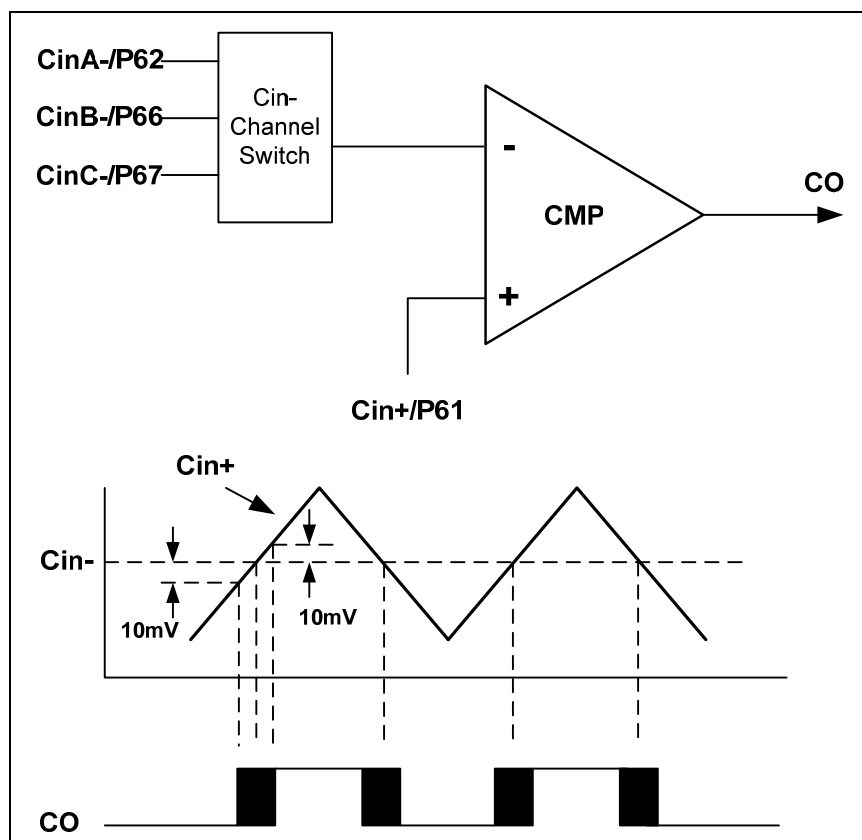 CinA-/P62
CinB-/P66
CinC-/P67
Cin-
Channel
Switch
-
CMP
+
CO
Cin+/P61
Cin+
Cin-
10mV
10mV
CO